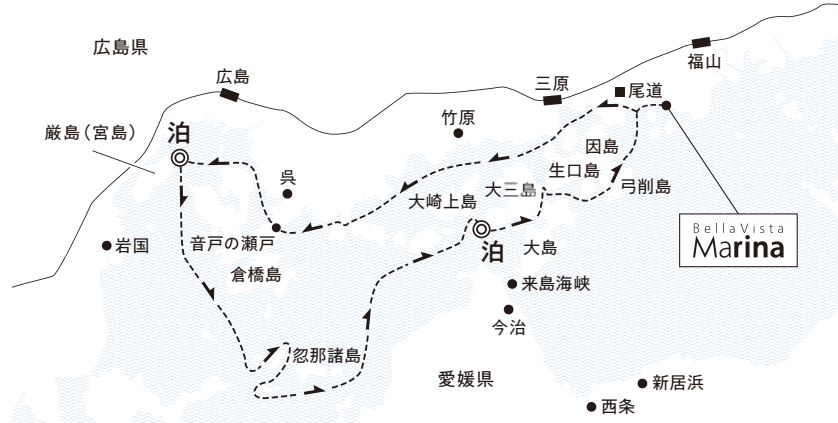 広島県
福山
広島
三原
尾道
竹原
厳島（宮島）
泊
因島
生口島
呉
弓削島
大三島
大崎上島
BellaVista
Marina
音戸の瀬戸
岩国
泊
大島
倉橋島
来島海峡
今治
忽那諸島
愛媛県
新居浜
西条